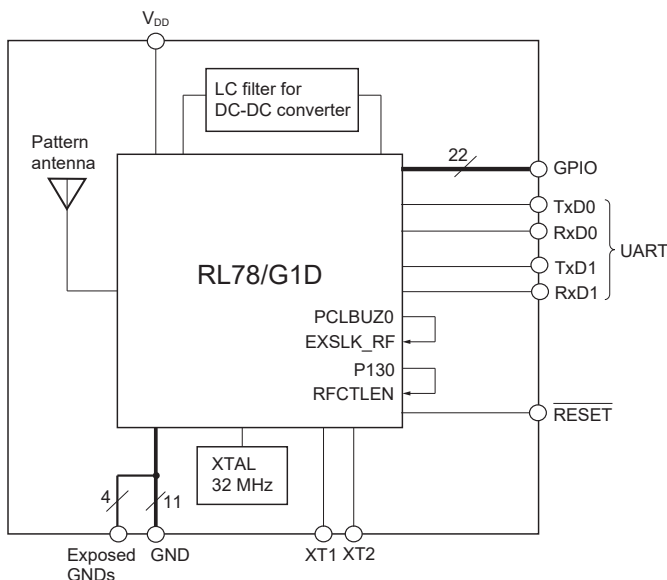 V_DD
LC filter for
DC-DC converter
Pattern
antenna
22
GPIO
TxD0
RxD0
UART
TxD1
RxD1
RL78/G1D
PCLBUZ0
EXSLK_RF
P130
RFCTLEN
RESET
XTAL
32 MHz
4
11
Exposed
GNDs
GND
XT1
XT2